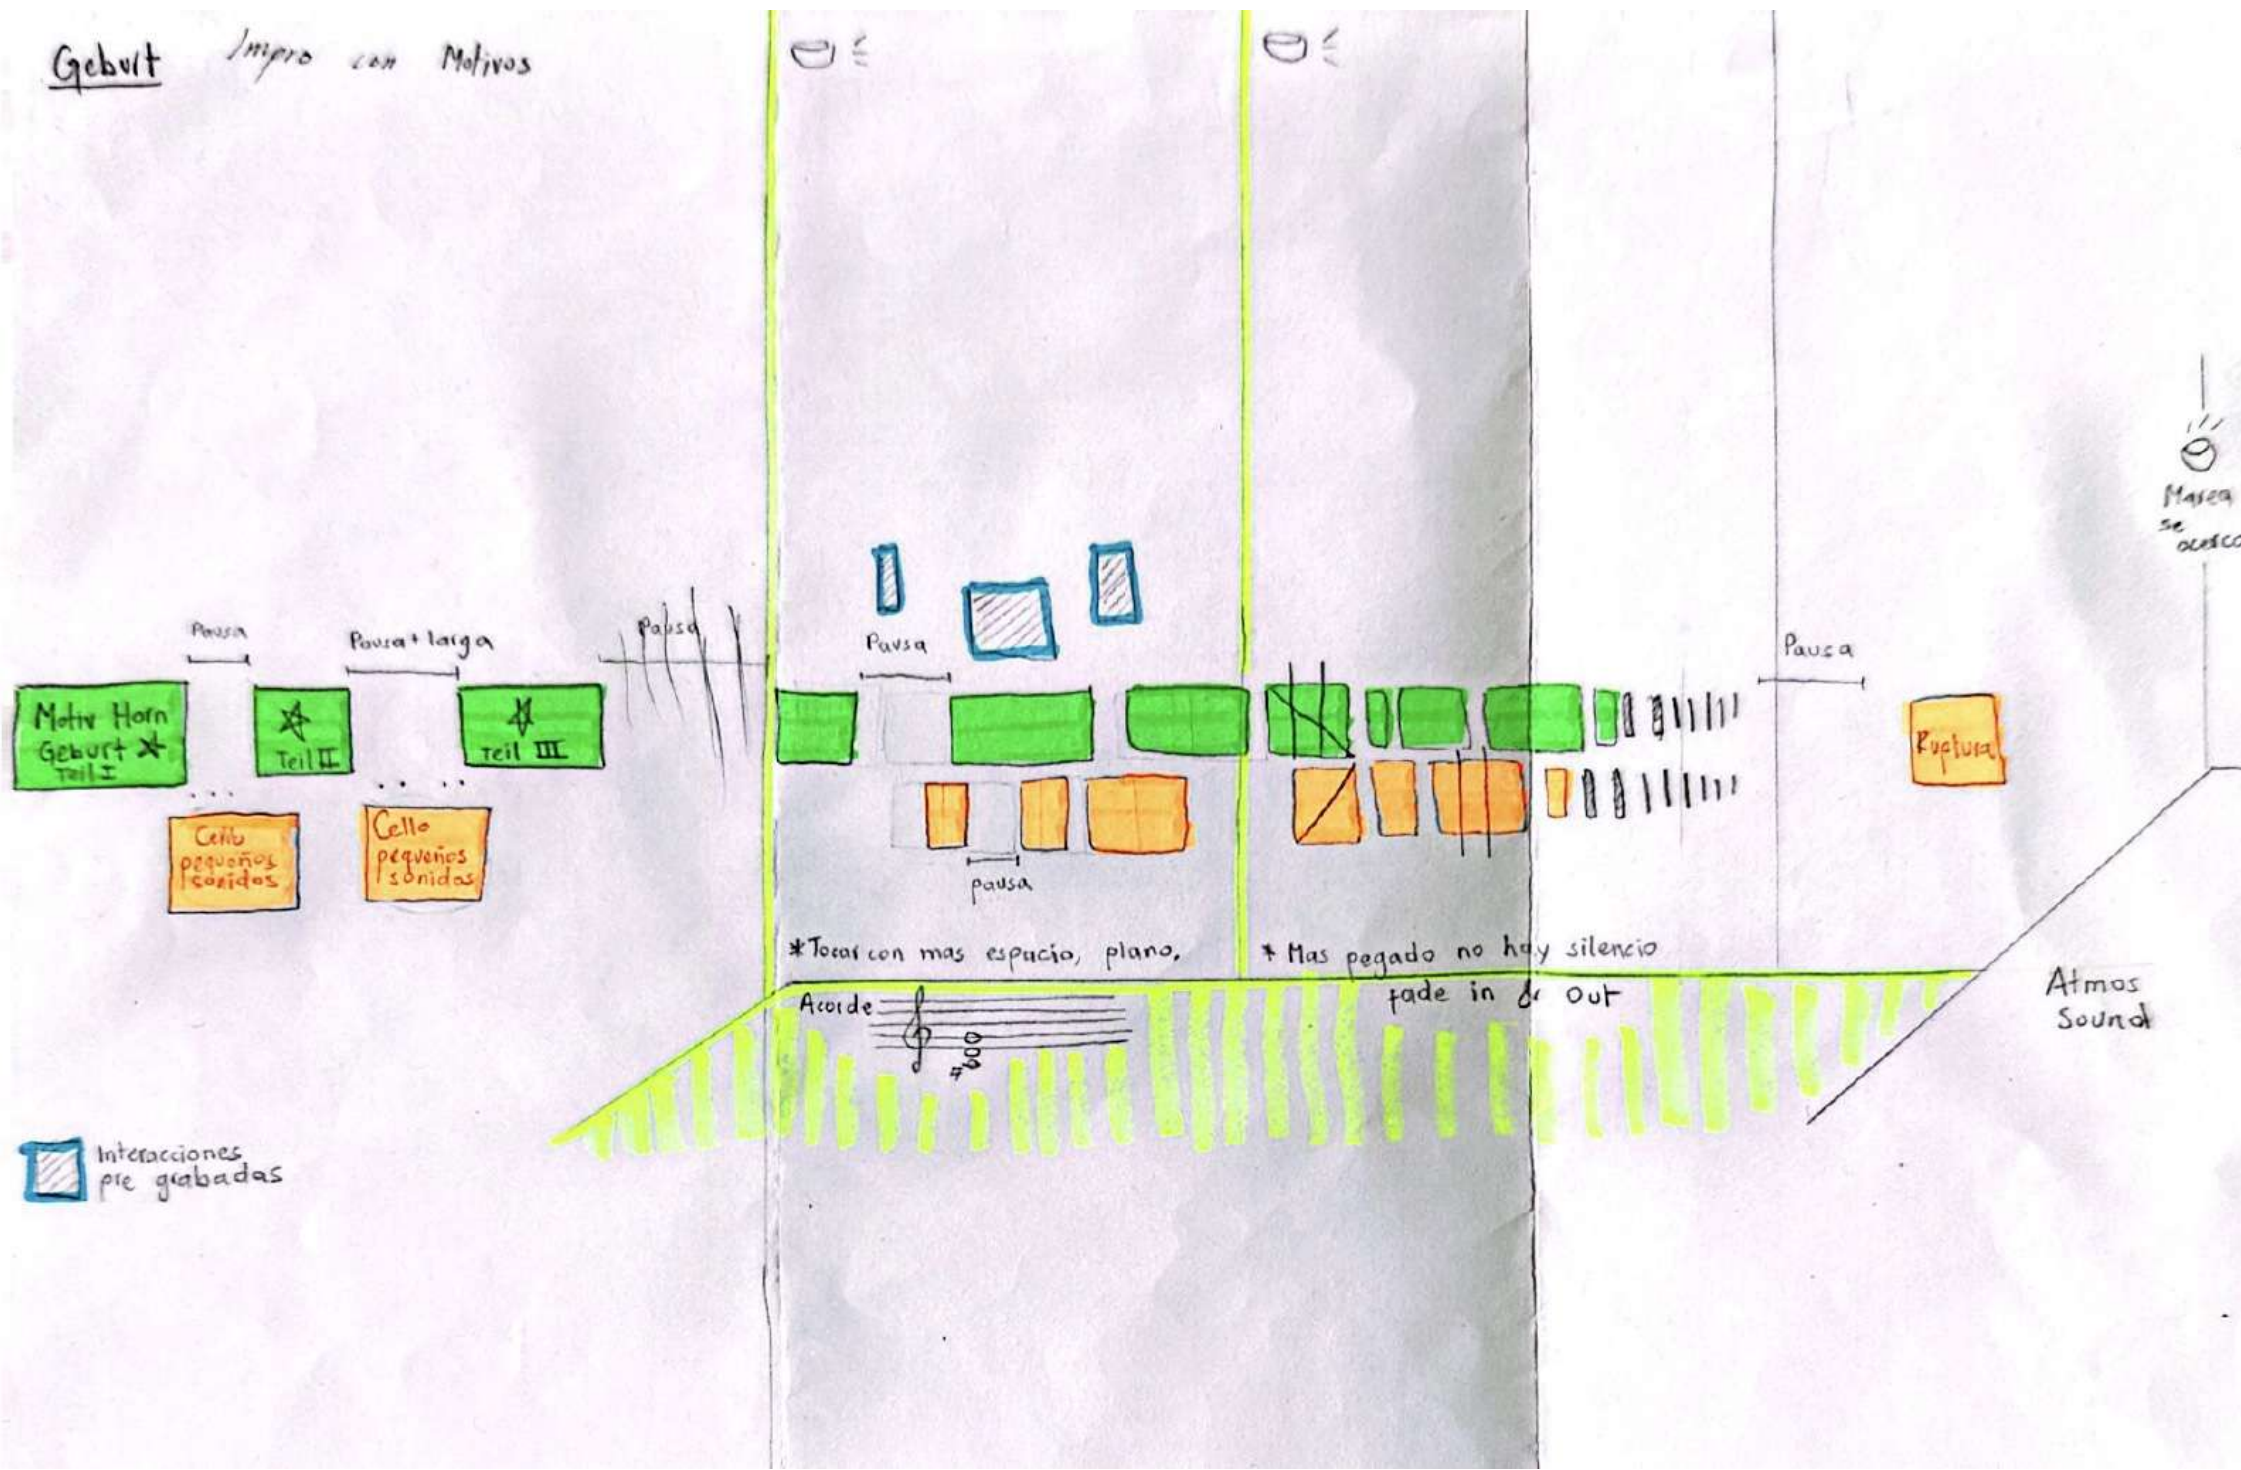 Geburt Impro con Motivos
Pausa
Pausa + larga
Pausa
Motiv Horn
Geburt
Teil I
Teil II
Teil III
Cello
pequeños
sonidos
Cello
pequeños
sonidos
Pausa
pausa
*Tocar con mas espacio, plano.
* Mas pegado no hay silencio
fade in & out
Acorde
Pausa
Ruptura
Marea
se
acerca
Atmos
Sound
Interacciones
pre grabadas